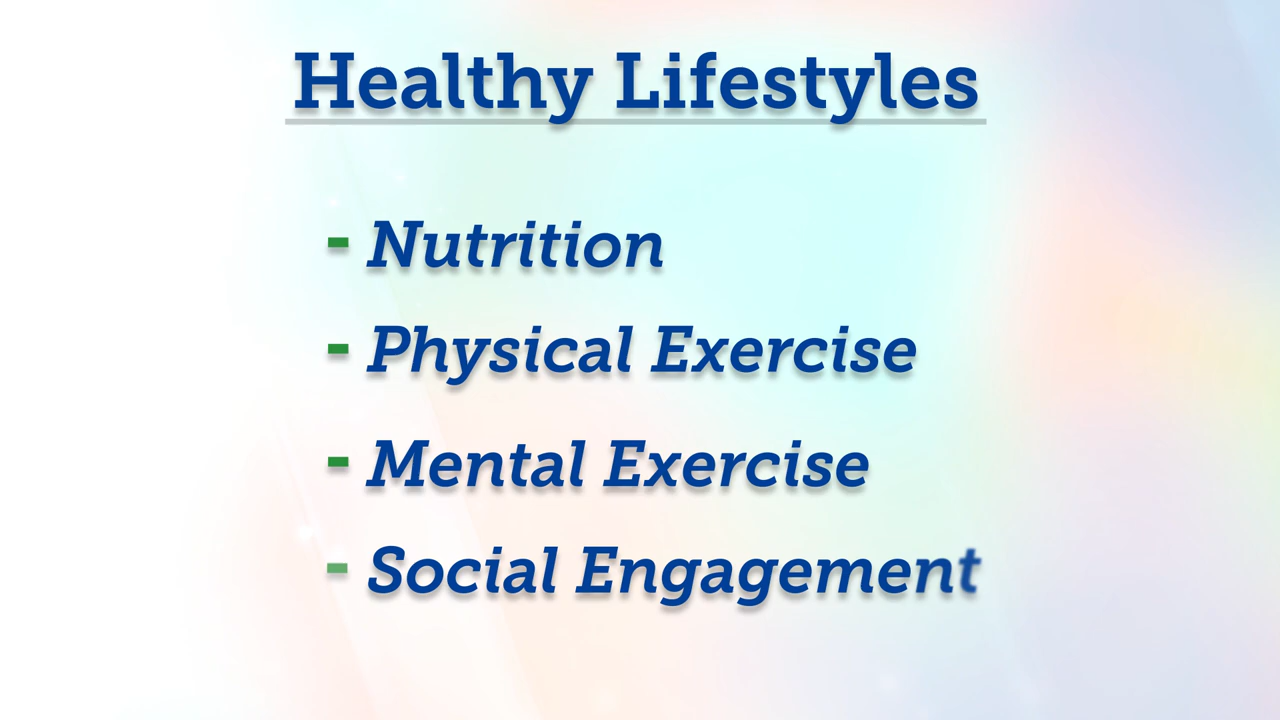 Healthy Lifestyles
- Nutrition
- Physical Exercise
- Mental Exercise
- Social Engagement